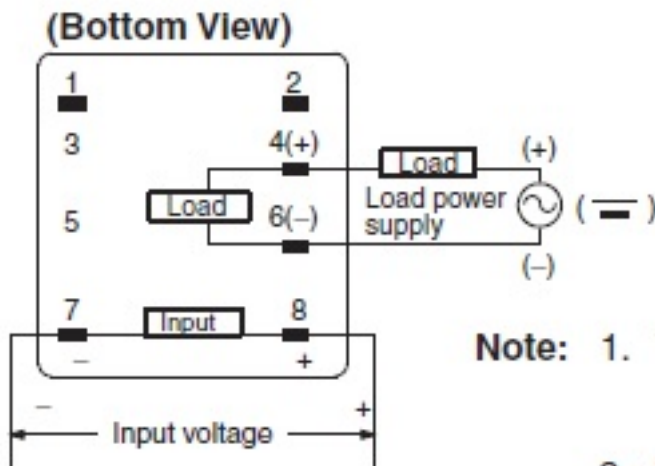 (Bottom View)
1 2
3 4(+) Load (+)
Load Load power supply ( )
5 6(–)
(–)
7 Input 8
– +
Note: 1.
– Input voltage +